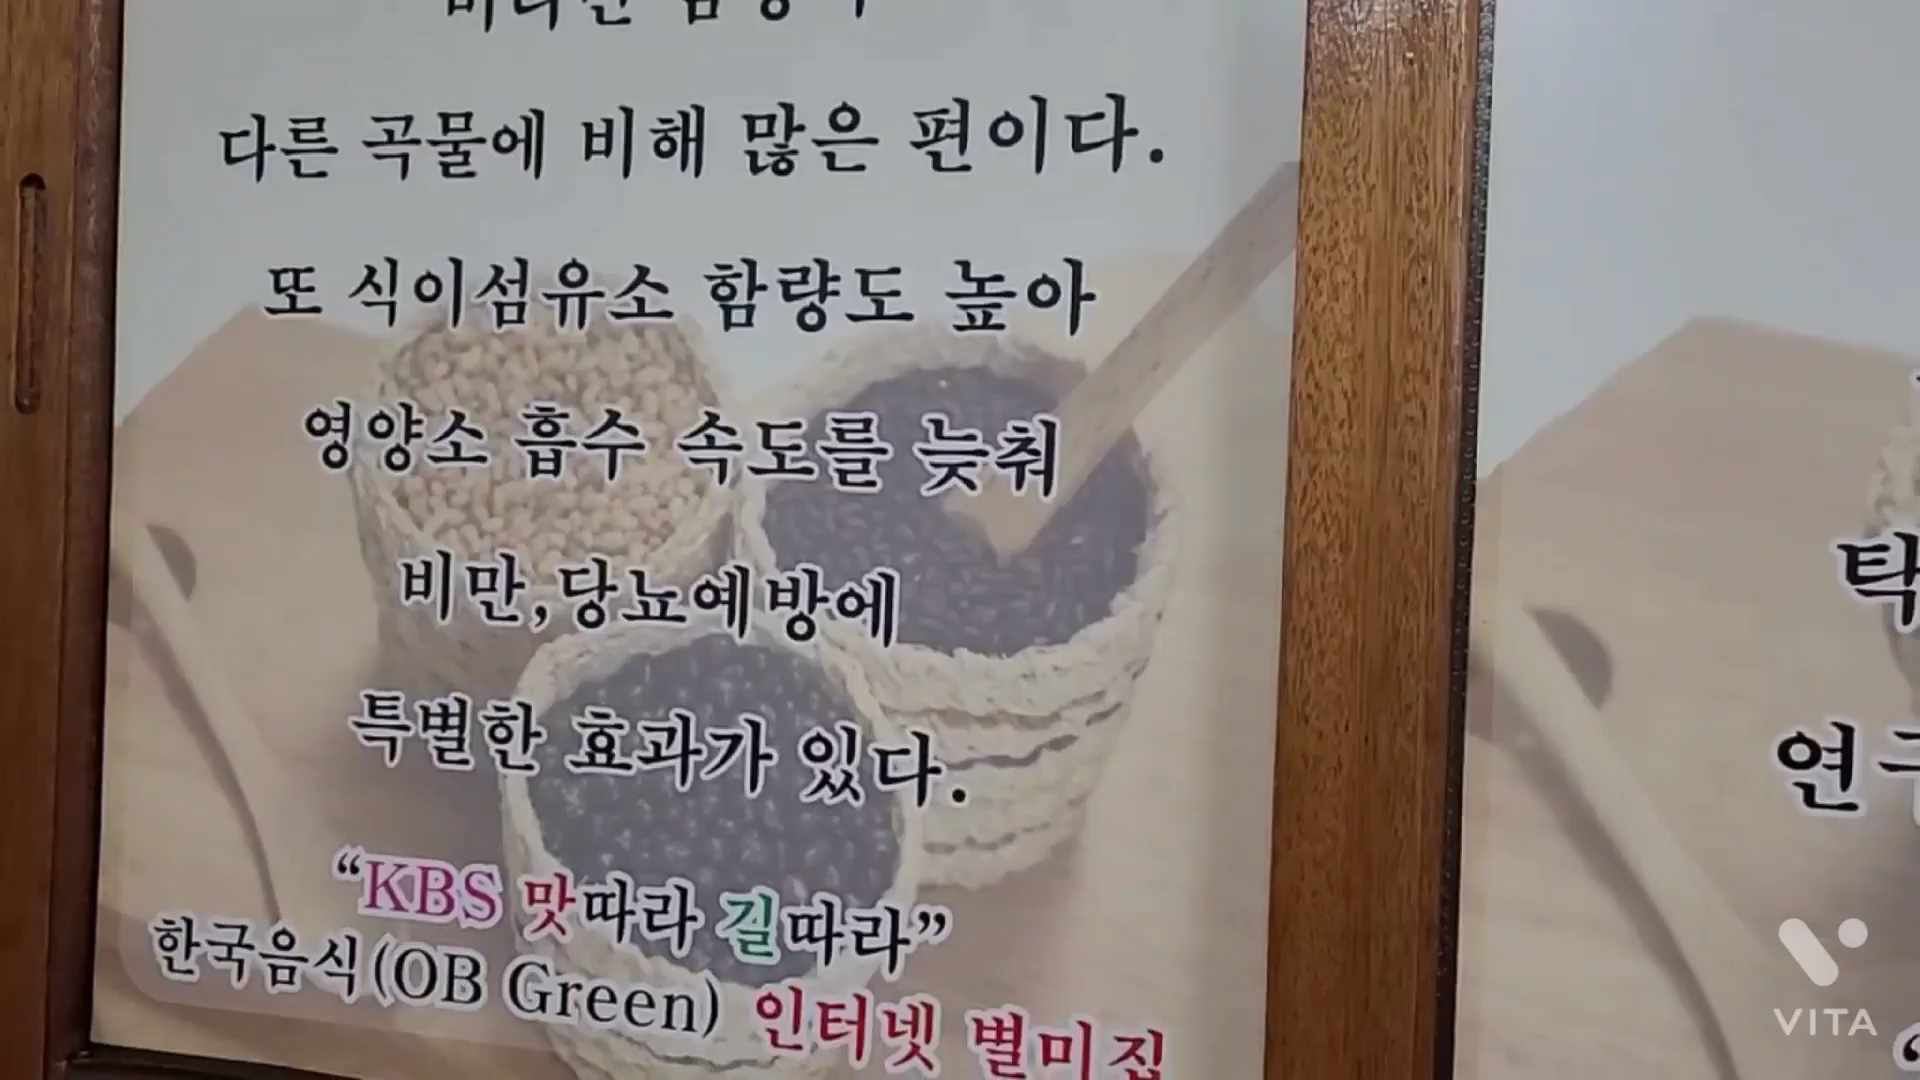 다른 곡물에 비해 많은 편이다.
또 식이섬유소 함량도 높아
영양소 흡수 속도를 늦춰
비만,당뇨예방에
특별한 효과가 있다.
“KBS 맛따라 길따라”
한국음식(OB Green) 인터넷 별미집
탁
연구
VITA